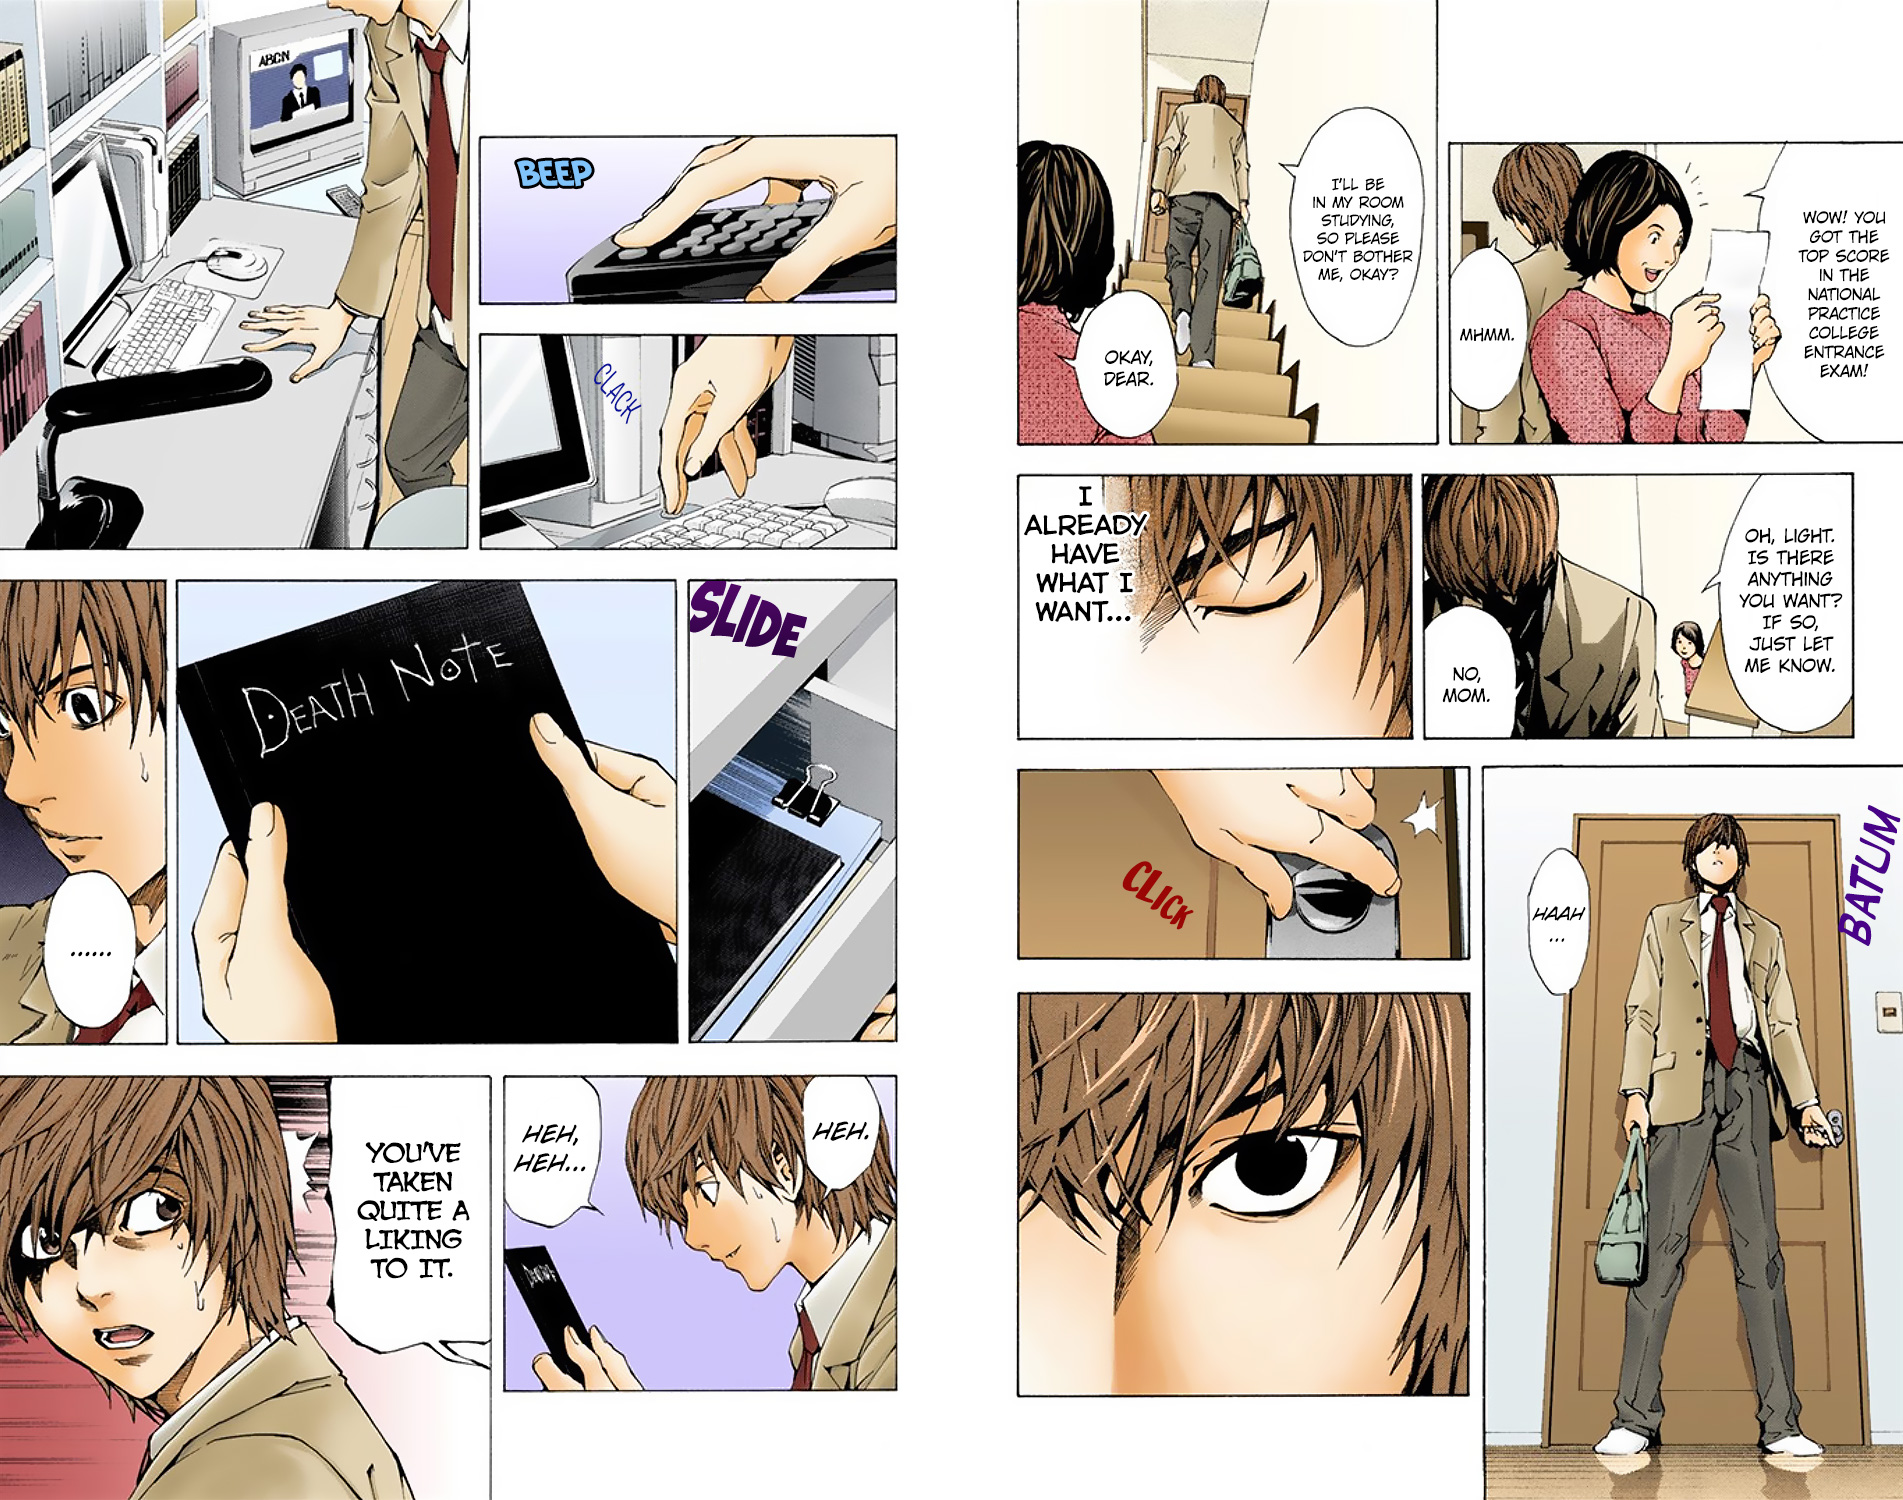 WOW! YOU
GOT THE
TOP SCORE
IN THE
NATIONAL
PRACTICE
COLLEGE
ENTRANCE
EXAM!
MHMM.
I'LL BE
IN MY ROOM
STUDYING,
SO PLEASE
DON'T BOTHER
ME, OKAY?
OKAY,
DEAR.
OH, LIGHT.
IS THERE
ANYTHING
YOU WANT?
IF SO,
JUST LET
ME KNOW.
NO,
MOM.
I
ALREADY
HAVE
WHAT I
WANT...
BATUM
HAAH
...
CLICK
BEEP
CLACK
ABCN
SLIDE
DEATH NOTE
......
HEH.
HEH,
HEH...
DEATH NOTE
YOU'VE
TAKEN
QUITE A
LIKING
TO IT.